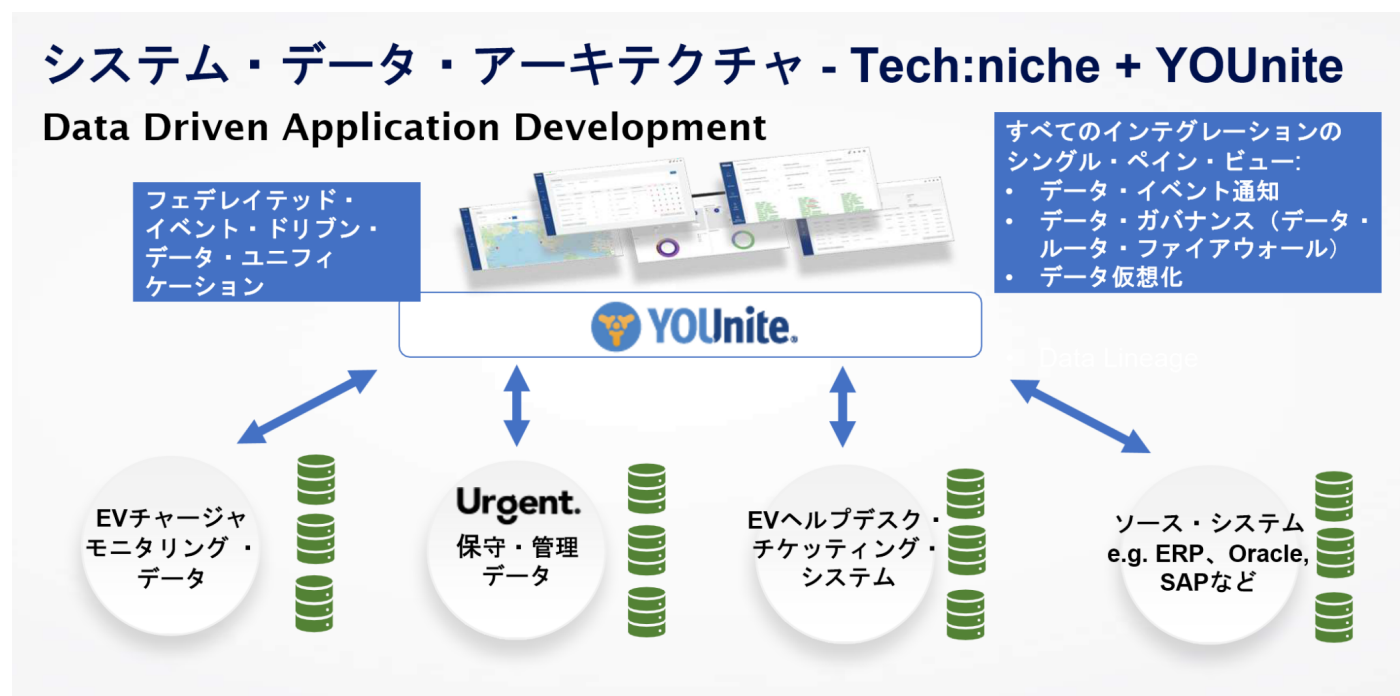 システム・データ・アーキテクチャ - Tech:niche + YOUnite
Data Driven Application Development
フェデレイテッド・
イベント・ドリブン・
データ・ユニフィ
ケーション
すべてのインテグレーションの
シングル・ペイン・ビュー:
• データ・イベント通知
• データ・ガバナンス（データ・
ルータ・ファイアウォール）
• データ仮想化
YOUnite.
• Data Lineage
EVチャージャ
モニタリング ・
データ
Urgent.
保守・管理
データ
EVヘルプデスク・
チケッティング・
システム
ソース・システム
e.g. ERP、Oracle,
SAPなど